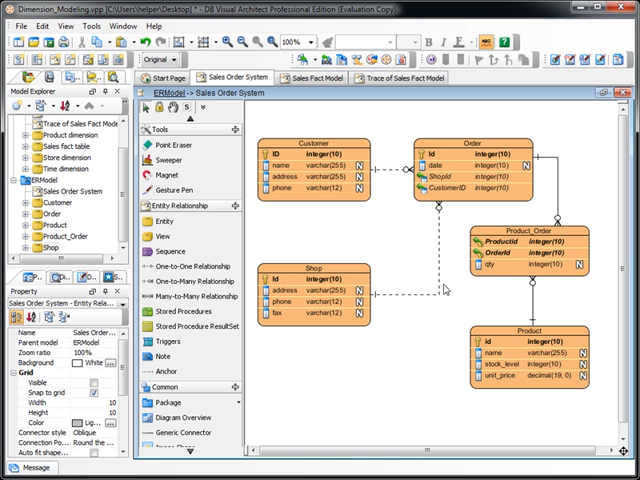 Dimension_Modeling.vpp [C:\Users\helper\Desktop] * - DB Visual Architect Professional Edition (Evaluation Copy)
File Edit View Tools Window Help
100% B I ABC
Original
Start Page Sales Order System Sales Fact Model Trace of Sales Fact Model
Model Explorer
Trace of Sales Fact Model
Product dimension
Sales fact table
Store dimension
Time dimension
ERModel
Sales Order System
Customer
Order
Product
Product_Order
Shop
P... Di... S...
Property
Sales Order System - Entity Relatio...
Name Sales Order...
Parent model ERModel
Zoom ratio 100%
Background White ...
Grid
Visible
Snap to grid
Width 10
Height 10
Color Lig... ...
Connector style Oblique
Connection Po... Round the ...
Auto fit shape...
Message
ERModel -> Sales Order System
S
Tools
Point Eraser
Sweeper
Magnet
Gesture Pen
Entity Relationship
Entity
View
Sequence
One-to-One Relationship
One-to-Many Relationship
Many-to-Many Relationship
Stored Procedures
Stored Procedure ResultSet
Triggers
Note
Anchor
Common
Package
Diagram Overview
Generic Connector
Customer
ID integer(10)
name varchar(255) N
address varchar(255) N
phone varchar(12) N
Order
Id integer(10)
date integer(10) N
ShopId integer(10)
CustomerID integer(10)
Product_Order
ProductId integer(10)
OrderId integer(10)
qty integer(10) N
Shop
Id integer(10)
address varchar(255) N
phone varchar(12) N
fax varchar(12) N
Product
Id integer(10)
name varchar(255) N
stock_level integer(10) N
unit_price decimal(19, 0) N